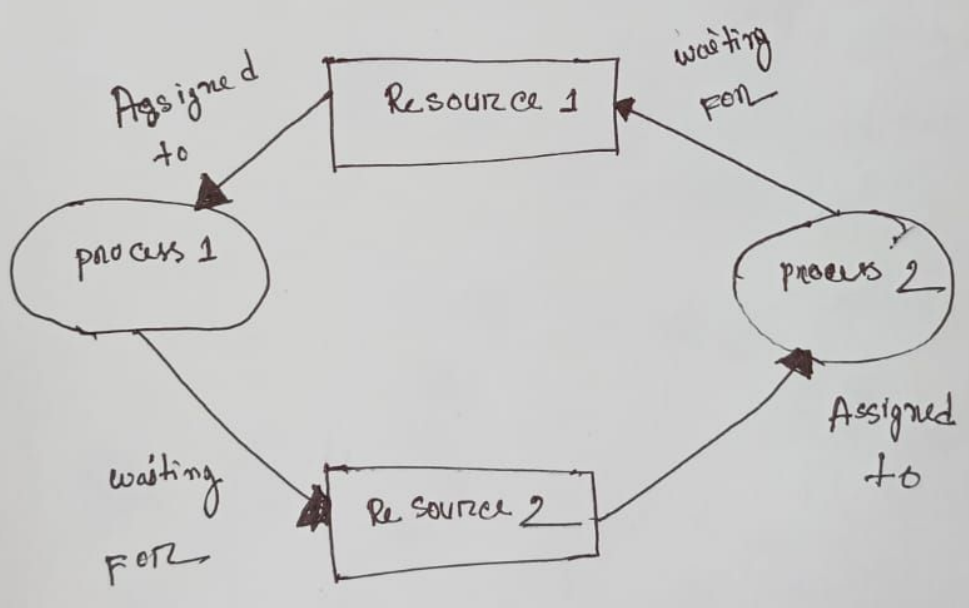 Assigned
to
Resource 1
waiting
FOR
process 1
process 2
waiting
FOR
Resource 2
Assigned
to